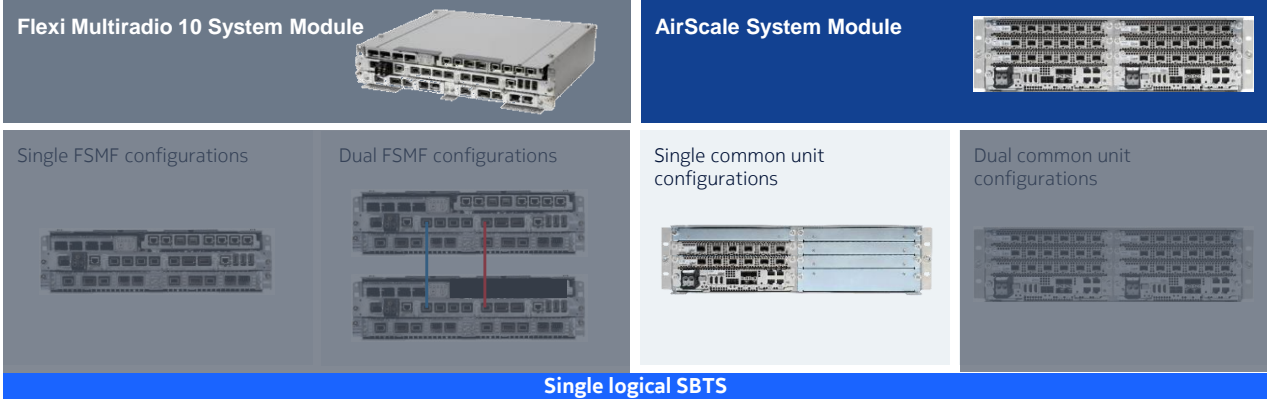 Flexi Multiradio 10 System Module
AirScale System Module
Single FSMF configurations
Dual FSMF configurations
Single common unit
configurations
Dual common unit
configurations
Single logical SBTS